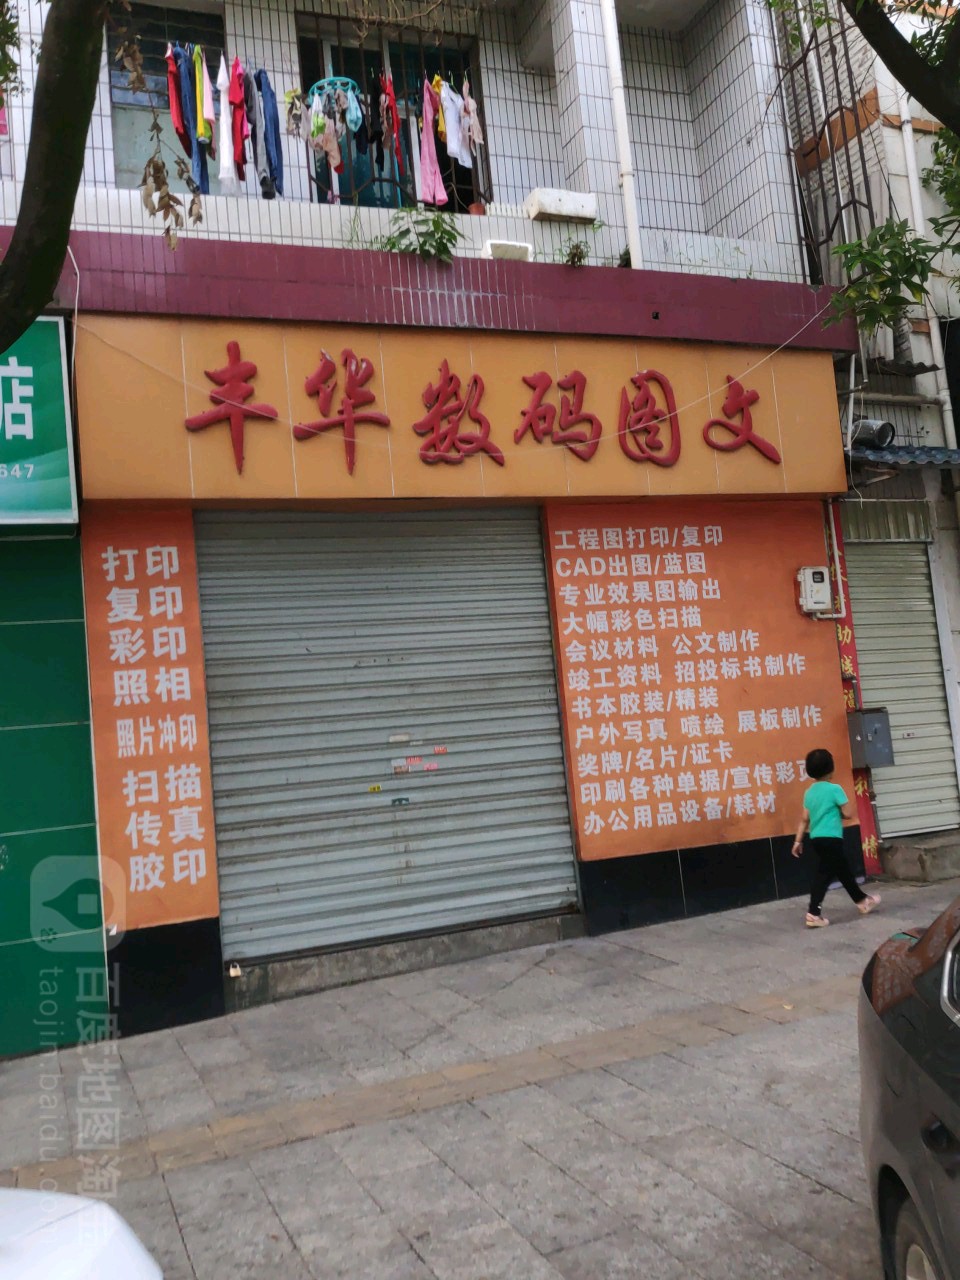 店
647
丰华数码图文
打印
复印
彩印
照相
照片冲印
扫描
传真
胶印
工程图打印/复印
CAD出图/蓝图
专业效果图输出
大幅彩色扫描
会议材料 公文制作
竣工资料 招投标书制作
书本胶装/精装
户外写真 喷绘 展板制作
奖牌/名片/证卡
印刷各种单据/宣传彩页
办公用品设备/耗材
助
钱
福
利
情
百度地图淘金
taojin.baidu.co